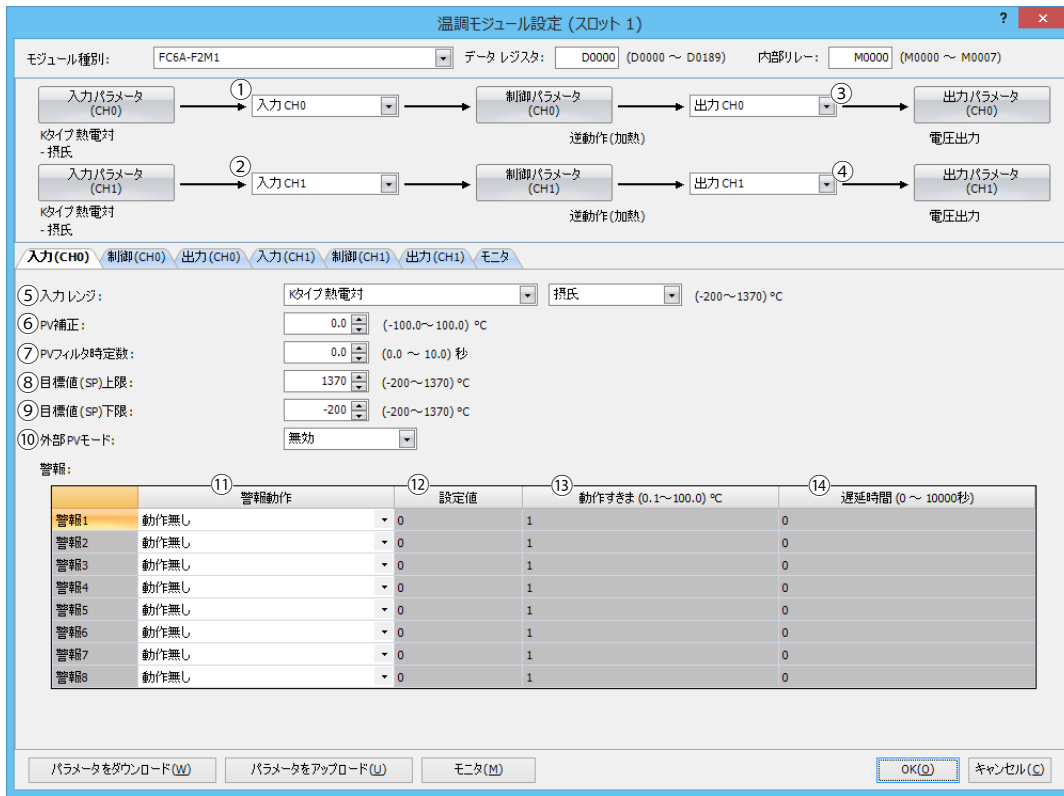 温調モジュール設定 (スロット 1)
? ×
モジュール種別: FC6A-F2M1 データ レジスタ: D0000 (D0000 ～ D0189) 内部リレー: M0000 (M0000 ～ M0007)
入力パラメータ (CH0) ① 入力 CH0 制御パラメータ (CH0) 出力 CH0 ③ 出力パラメータ (CH0)
Kタイプ熱電対 逆動作(加熱) 電圧出力
- 摂氏
入力パラメータ (CH1) ② 入力 CH1 制御パラメータ (CH1) 出力 CH1 ④ 出力パラメータ (CH1)
Kタイプ熱電対 逆動作(加熱) 電圧出力
- 摂氏
入力(CH0) 制御(CH0) 出力(CH0) 入力(CH1) 制御(CH1) 出力(CH1) モニタ
⑤入力レンジ: Kタイプ熱電対 摂氏 (-200～1370) ℃
⑥PV補正: 0.0 (-100.0～100.0) ℃
⑦PVフィルタ時定数: 0.0 (0.0 ～ 10.0) 秒
⑧目標値(SP)上限: 1370 (-200～1370) ℃
⑨目標値(SP)下限: -200 (-200～1370) ℃
⑩外部PVモード: 無効
警報:
⑪ 警報動作 ⑫ 設定値 ⑬ 動作すきま (0.1～100.0) ℃ ⑭ 遅延時間 (0 ～ 10000秒)
警報1 動作無し 0 1 0
警報2 動作無し 0 1 0
警報3 動作無し 0 1 0
警報4 動作無し 0 1 0
警報5 動作無し 0 1 0
警報6 動作無し 0 1 0
警報7 動作無し 0 1 0
警報8 動作無し 0 1 0
パラメータをダウンロード(W) パラメータをアップロード(U) モニタ(M) OK(O) キャンセル(C)